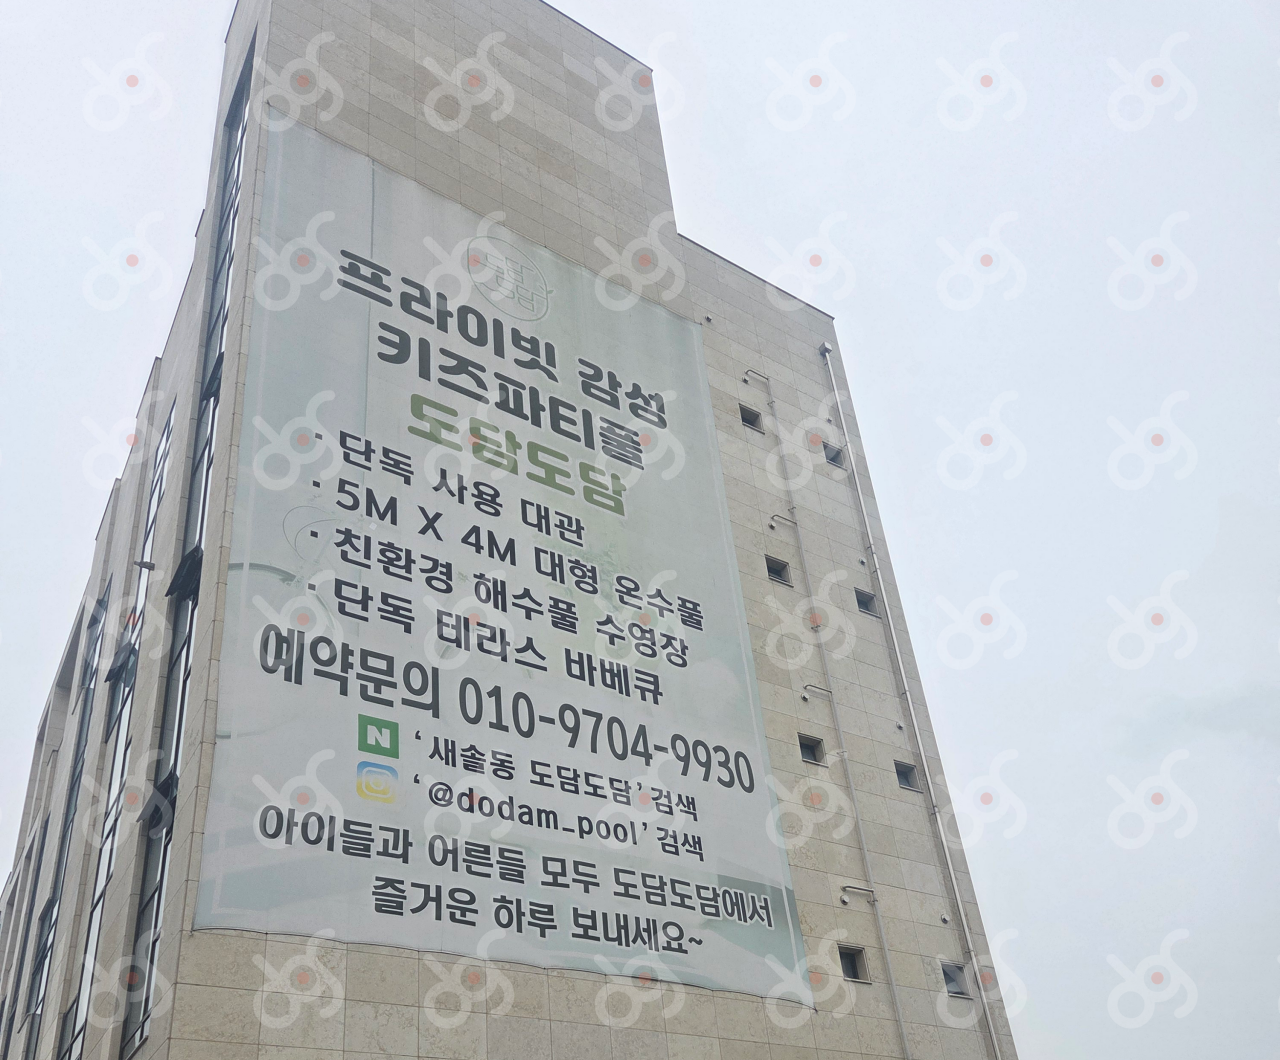 도담
도담
프라이빗 감성
키즈파티풀
도담도담
· 단독 사용 대관
· 5M X 4M 대형 온수풀
· 친환경 해수풀 수영장
· 단독 테라스 바베큐
예약문의 010-9704-9930
N '새솔동 도담도담' 검색
'@dodam_pool' 검색
아이들과 어른들 모두 도담도담에서
즐거운 하루 보내세요~